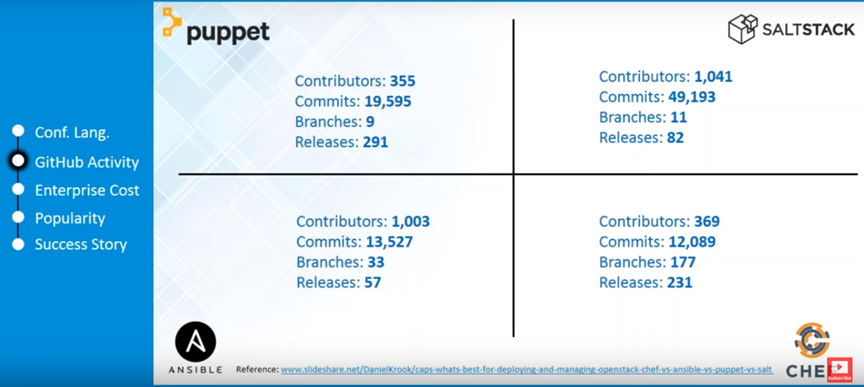 puppet
SALTSTACK
Contributors: 355
Commits: 19,595
Branches: 9
Releases: 291
Contributors: 1,041
Commits: 49,193
Branches: 11
Releases: 82
Conf. Lang.
GitHub Activity
Enterprise Cost
Popularity
Success Story
Contributors: 1,003
Commits: 13,527
Branches: 33
Releases: 57
Contributors: 369
Commits: 12,089
Branches: 177
Releases: 231
A
ANSIBLE
Reference: www.slideshare.net/DanielKrook/caps-whats-best-for-deploying-and-managing-openstack-chef-vs-ansible-vs-puppet-vs-salt
CHE
Subscribe